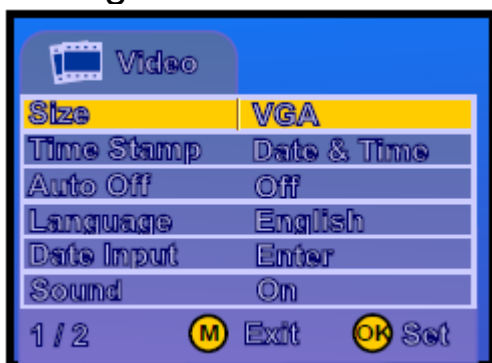 Video
Size VGA
Time Stamp Date & Time
Auto Off Off
Language English
Date Input Enter
Sound On
1 / 2 M Exit OK Set